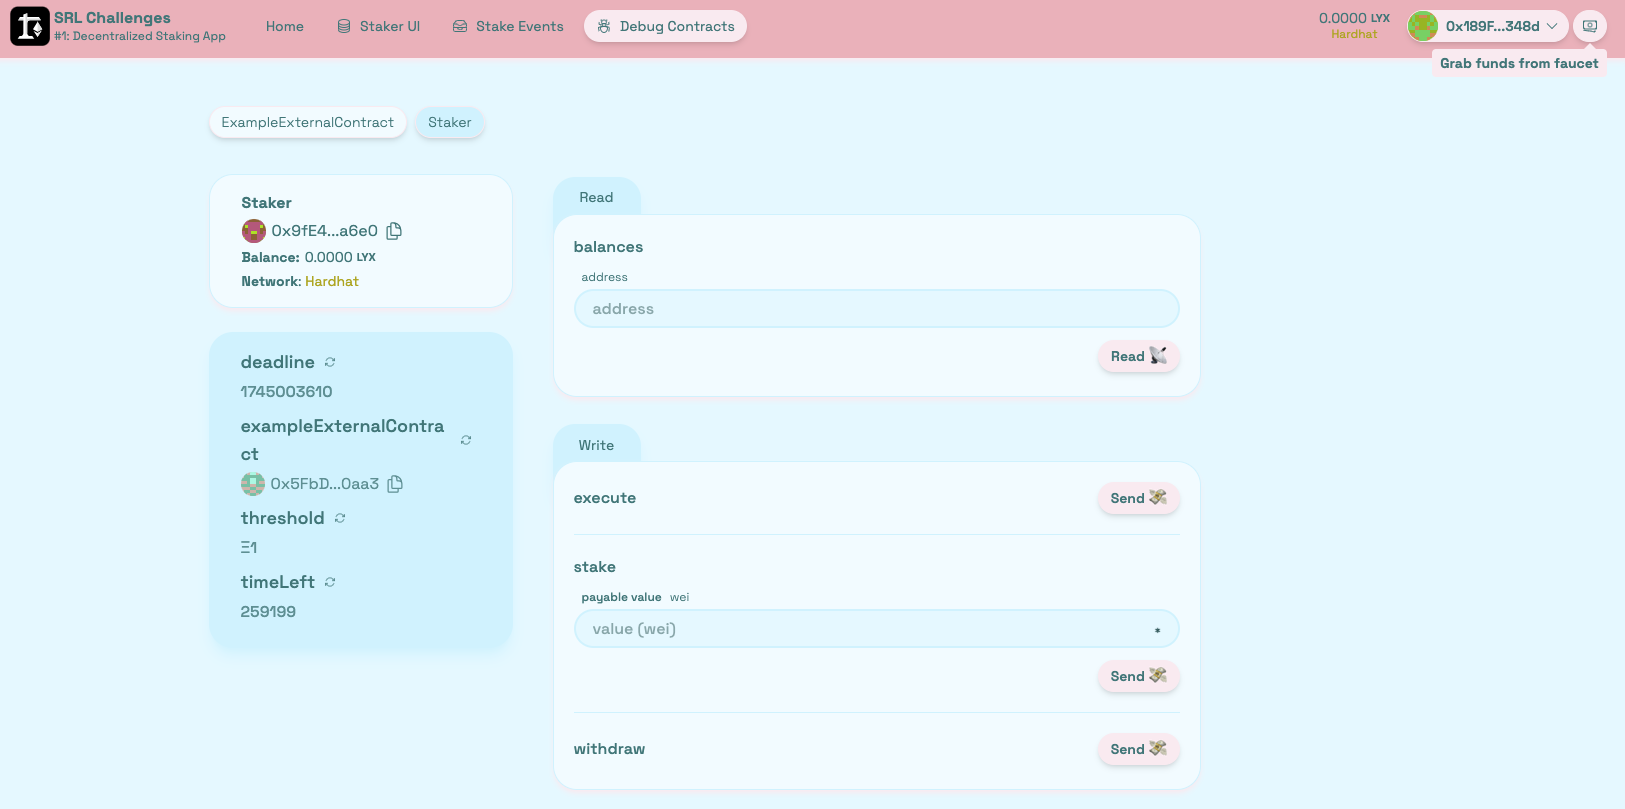 SRL Challenges
#1: Decentralized Staking App
Home
Staker UI
Stake Events
Debug Contracts
0.0000 LYX
Hardhat
0x189F...348d
Grab funds from faucet
ExampleExternalContract
Staker
Staker
0x9fE4...a6e0
Balance: 0.0000 LYX
Network: Hardhat
deadline
1745003610
exampleExternalContra
ct
0x5FbD...0aa3
threshold
Ξ1
timeLeft
259199
Read
balances
address
address
Read
Write
execute
Send
stake
payable value wei
value (wei)
*
Send
withdraw
Send